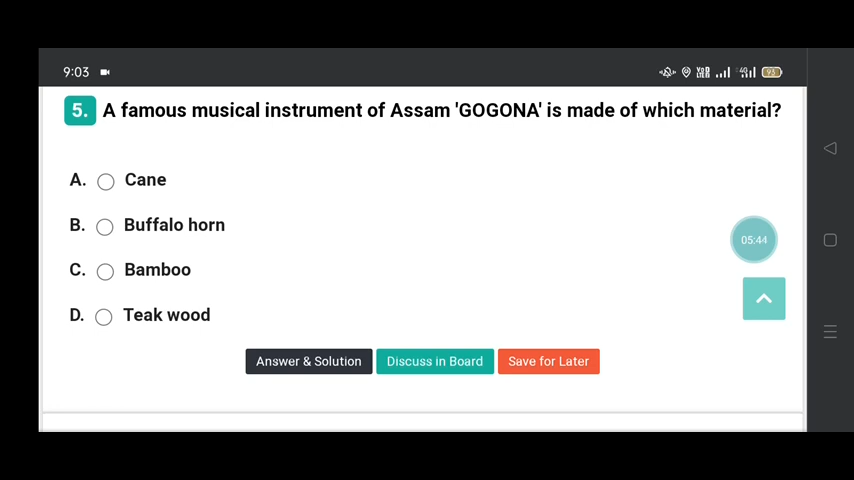 9:03
5. A famous musical instrument of Assam 'GOGONA' is made of which material?
A. Cane
B. Buffalo horn
C. Bamboo
D. Teak wood
05:44
Answer & Solution Discuss in Board Save for Later